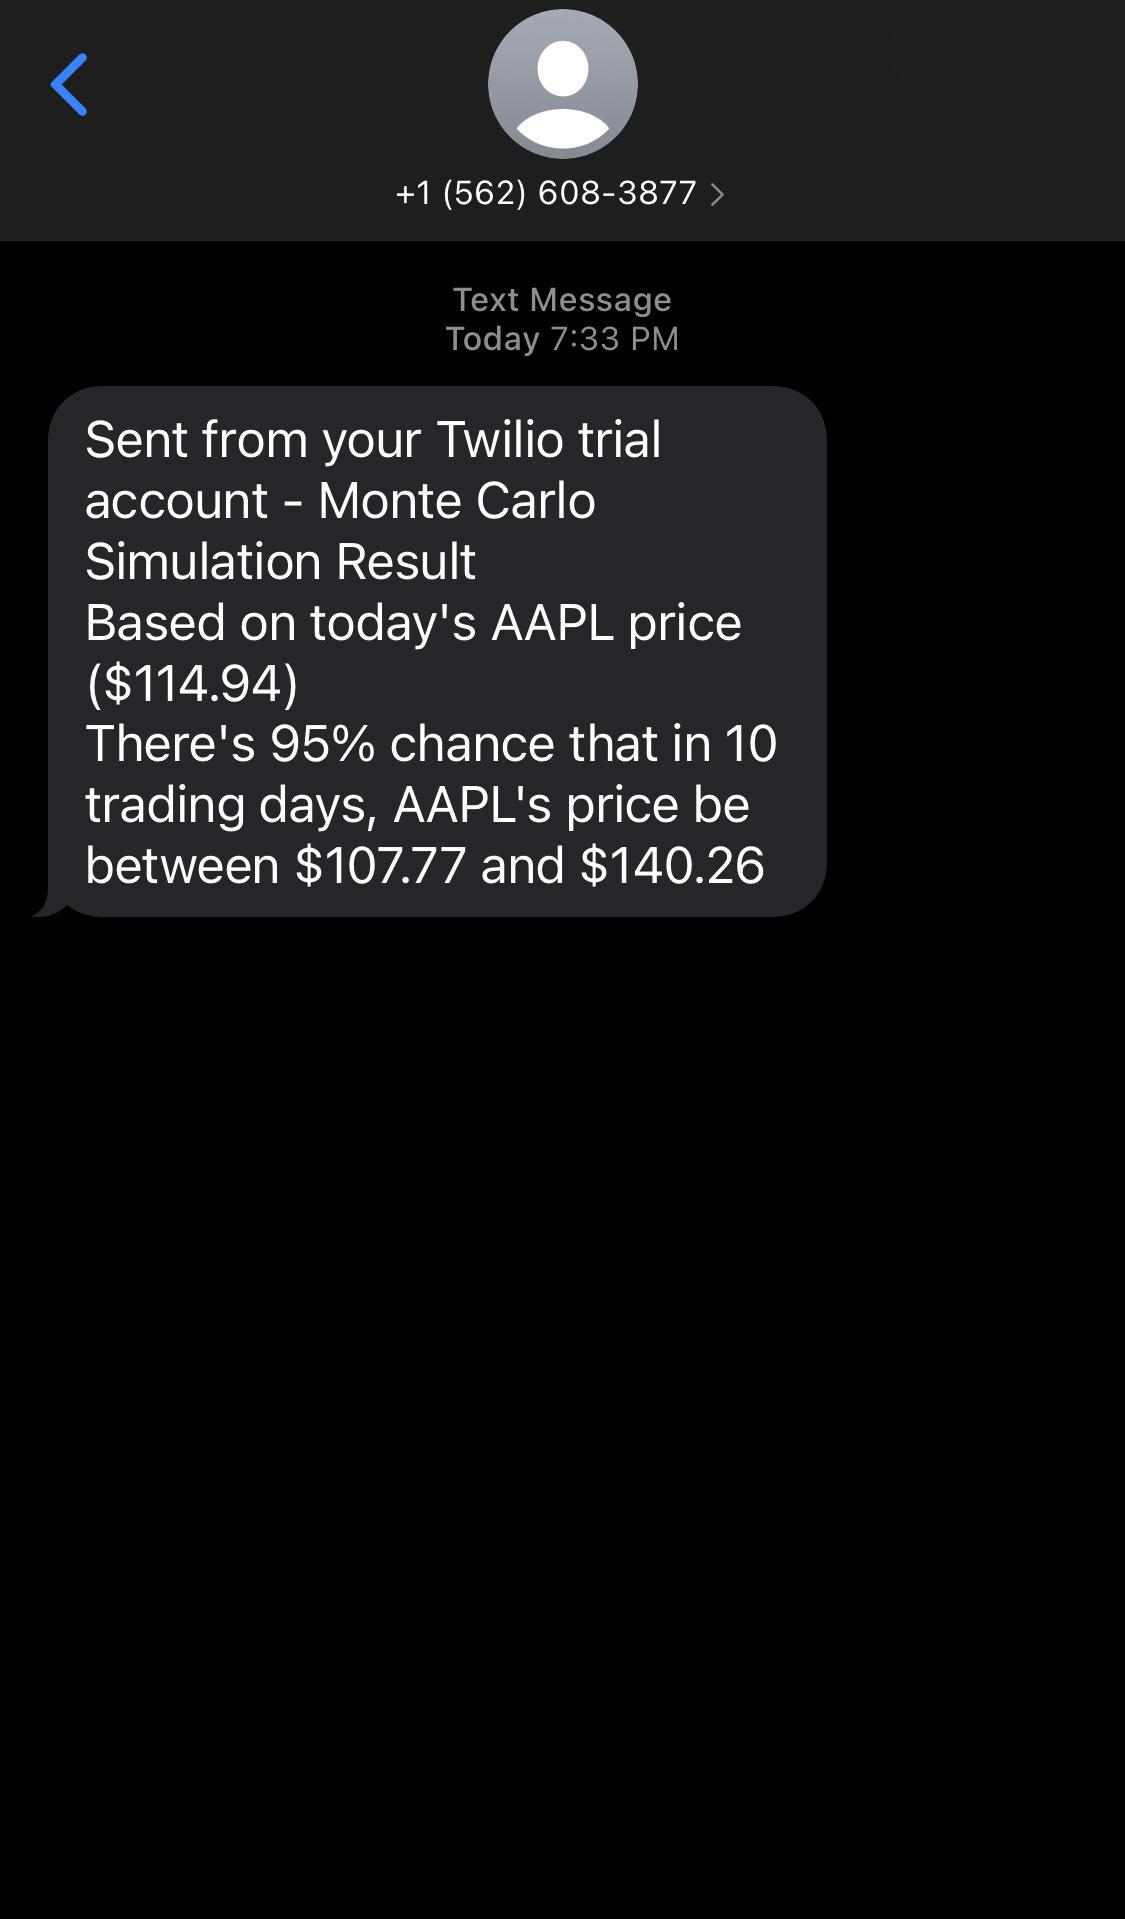 +1 (562) 608-3877
Text Message
Today 7:33 PM
Sent from your Twilio trial
account - Monte Carlo
Simulation Result
Based on today's AAPL price
($114.94)
There's 95% chance that in 10
trading days, AAPL's price be
between $107.77 and $140.26